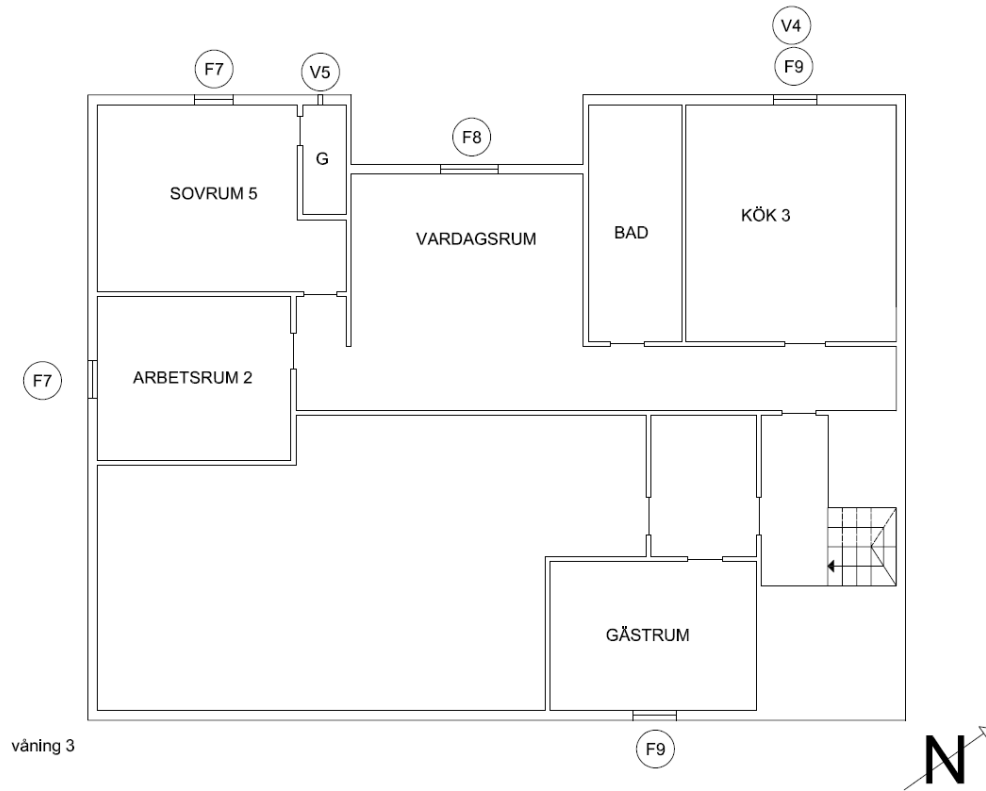 V4
F7
V5
F9
F8
G
SOVRUM 5
KÖK 3
BAD
VARDAGSRUM
F7
ARBETSRUM 2
GÄSTRUM
våning 3
F9
N